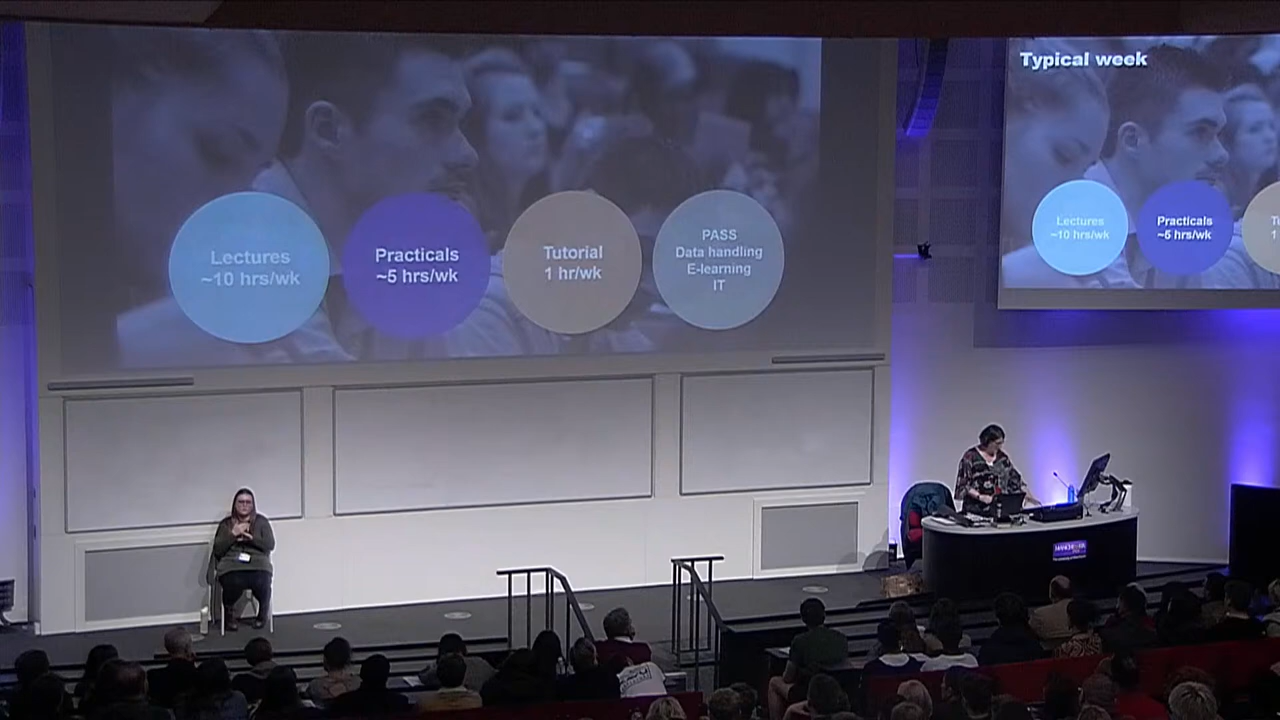 Lectures
~10 hrs/wk
Practicals
~5 hrs/wk
Tutorial
1 hr/wk
PASS
Data handling
E-learning
IT
Typical week
Lectures
~10 hrs/wk
Practicals
~5 hrs/wk
MANCHESTER